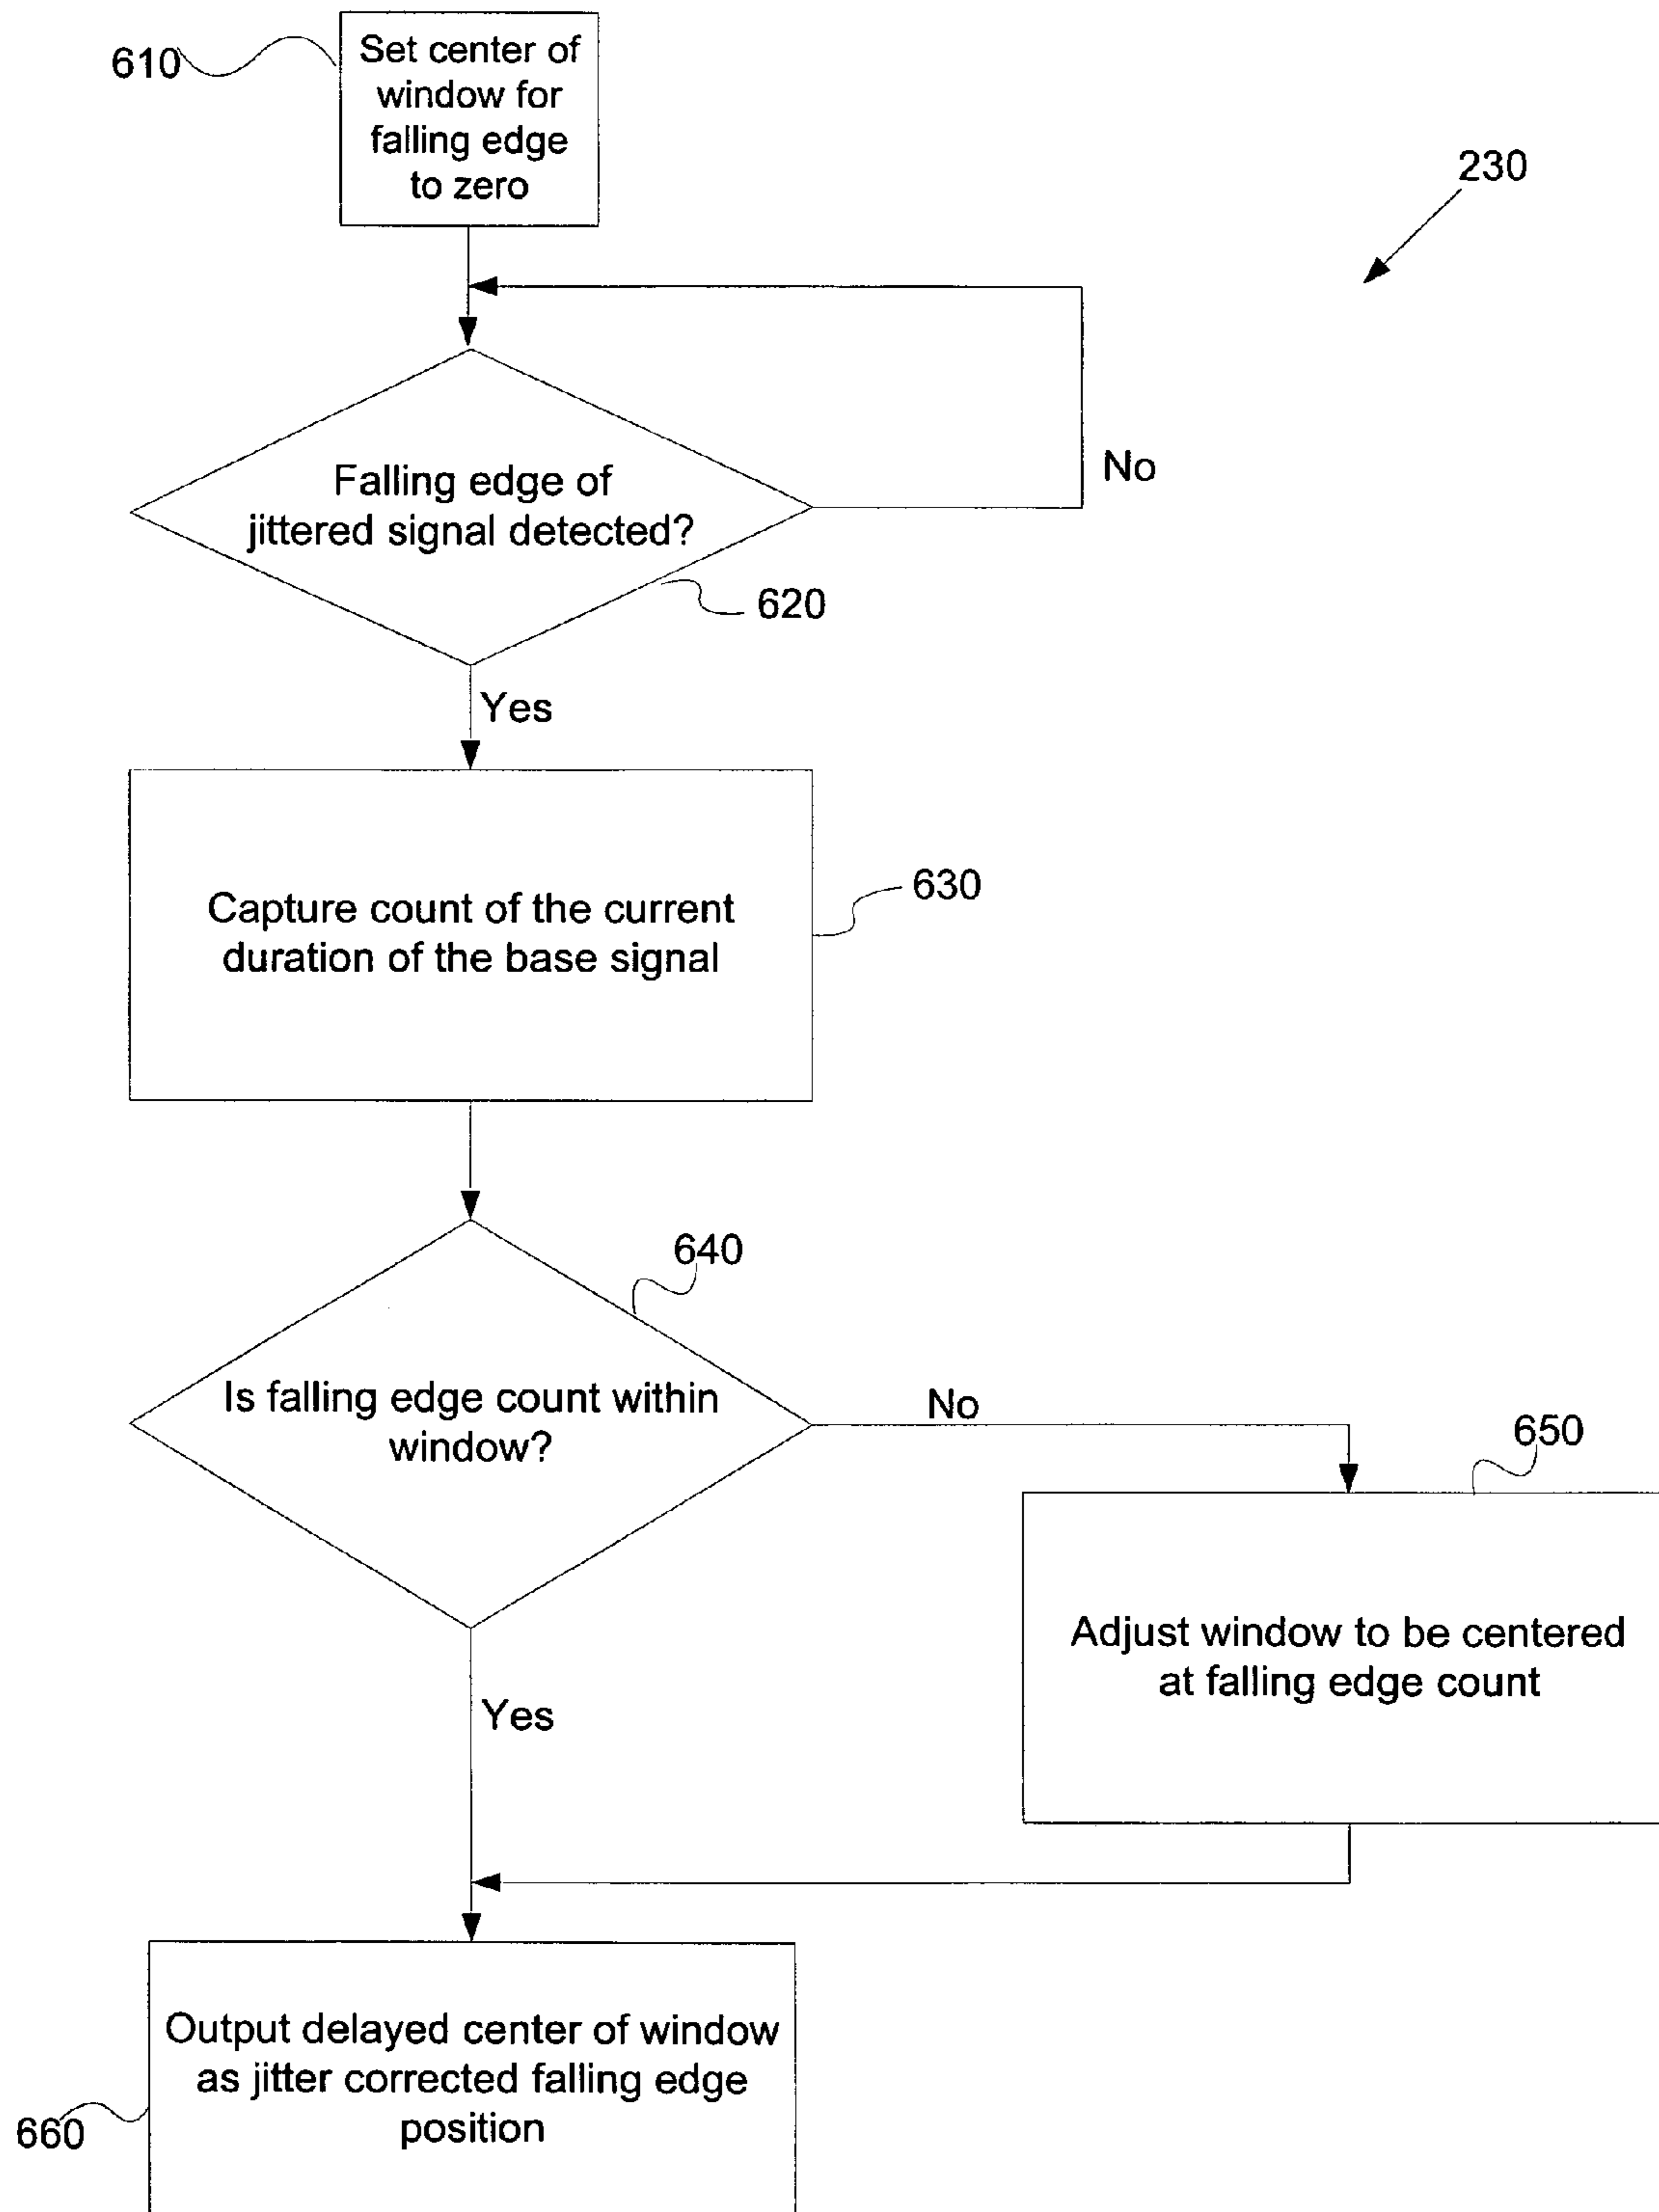 610
Set center of
window for
falling edge
to zero
230
No
Falling edge of
jittered signal detected?
620
Yes
Capture count of the current
duration of the base signal
630
640
Is falling edge count within
window?
No
650
Adjust window to be centered
at falling edge count
Yes
Output delayed center of window
as jitter corrected falling edge
position
660